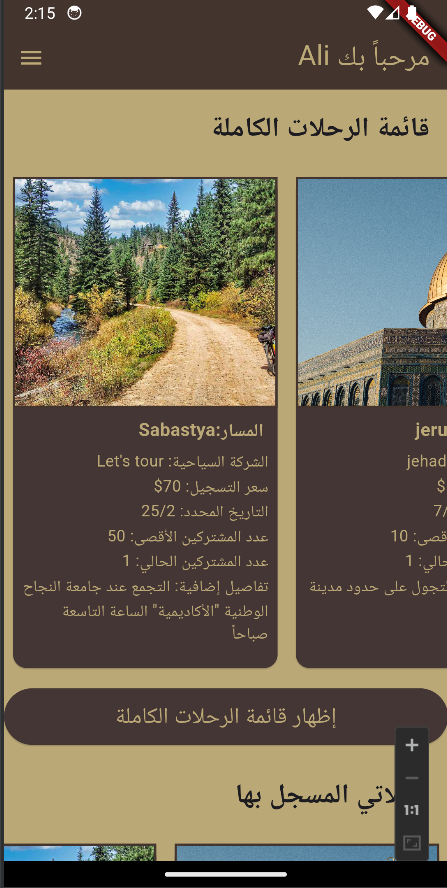 2:15
DEBUG
مرحباً بك Ali
قائمة الرحلات الكاملة
المسار:Sabastya
الشركة السياحية: Let's tour
سعر التسجيل: 70$
التاريخ المحدد: 25/2
عدد المشتركين الأقصى: 50
عدد المشتركين الحالي: 1
تفاصيل إضافية: التجمع عند جامعة النجاح
الوطنية "الأكاديمية" الساعة التاسعة
صباحاً
jeru
jehad
$
7/
قصى: 10
حالي: 1
لتجول على حدود مدينة
إظهار قائمة الرحلات الكاملة
لاتي المسجل بها
1:1